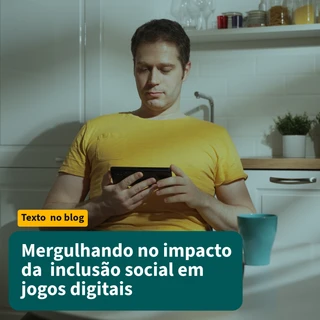 Texto no blog
Mergulhando no impacto
da inclusão social em
jogos digitais